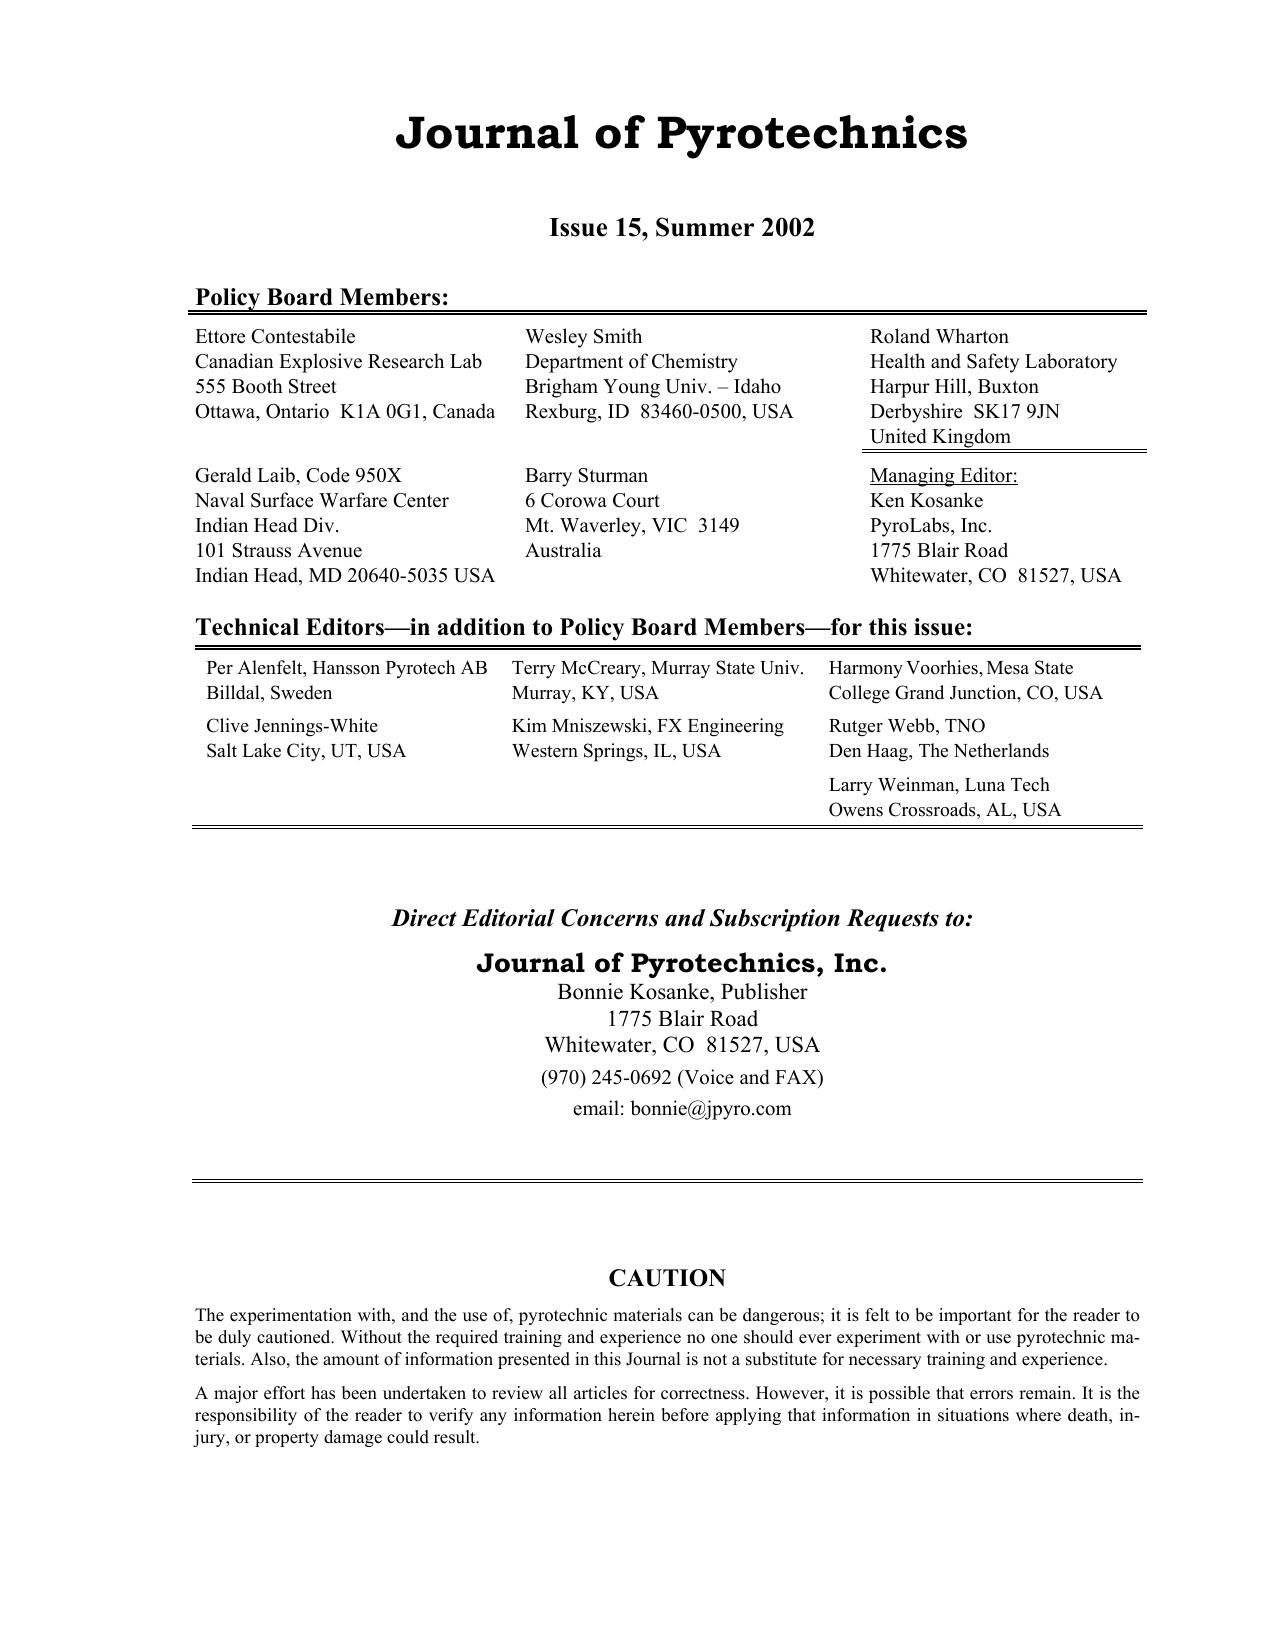 Journal of Pyrotechnics
Issue 15, Summer 2002
Policy Board Members:
Ettore Contestabile
Canadian Explosive Research Lab
555 Booth Street
Ottawa, Ontario  K1A 0G1, Canada
Wesley Smith
Department of Chemistry
Brigham Young Univ. – Idaho
Rexburg, ID  83460-0500, USA
Roland Wharton
Health and Safety Laboratory
Harpur Hill, Buxton
Derbyshire  SK17 9JN
United Kingdom
Gerald Laib, Code 950X
Naval Surface Warfare Center
Indian Head Div.
101 Strauss Avenue
Indian Head, MD 20640-5035 USA
Barry Sturman
6 Corowa Court
Mt. Waverley, VIC  3149
Australia
Managing Editor:
Ken Kosanke
PyroLabs, Inc.
1775 Blair Road
Whitewater, CO  81527, USA
Technical Editors—in addition to Policy Board Members—for this issue:
Per Alenfelt, Hansson Pyrotech AB
Billdal, Sweden
Terry McCreary, Murray State Univ.
Murray, KY, USA
Harmony Voorhies, Mesa State
College Grand Junction, CO, USA
Clive Jennings-White
Salt Lake City, UT, USA
Kim Mniszewski, FX Engineering
Western Springs, IL, USA
Rutger Webb, TNO
Den Haag, The Netherlands
Larry Weinman, Luna Tech
Owens Crossroads, AL, USA
Direct Editorial Concerns and Subscription Requests to:
Journal of Pyrotechnics, Inc.
Bonnie Kosanke, Publisher
1775 Blair Road
Whitewater, CO  81527, USA
(970) 245-0692 (Voice and FAX)
email: bonnie@jpyro.com
CAUTION
The experimentation with, and the use of, pyrotechnic materials can be dangerous; it is felt to be important for the reader to
be duly cautioned. Without the required training and experience no one should ever experiment with or use pyrotechnic ma-
terials. Also, the amount of information presented in this Journal is not a substitute for necessary training and experience.
A major effort has been undertaken to review all articles for correctness. However, it is possible that errors remain. It is the
responsibility of the reader to verify any information herein before applying that information in situations where death, in-
jury, or property damage could result.